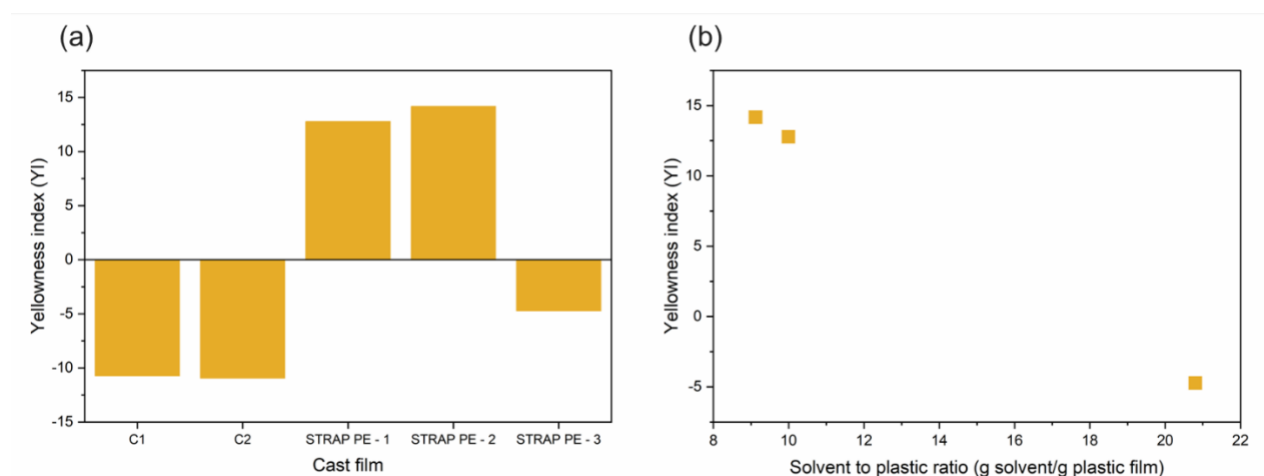 (a)
Yellowness index (YI)
15
10
5
0
-5
-10
-15
C1 C2 STRAP PE - 1 STRAP PE - 2 STRAP PE - 3
Cast film
(b)
Yellowness index (YI)
15
10
5
0
-5
8 10 12 14 16 18 20 22
Solvent to plastic ratio (g solvent/g plastic film)